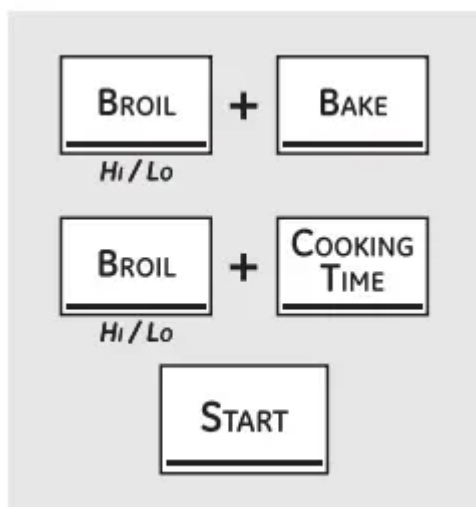 BROIL + BAKE
HI / LO
BROIL + COOKING TIME
HI / LO
START